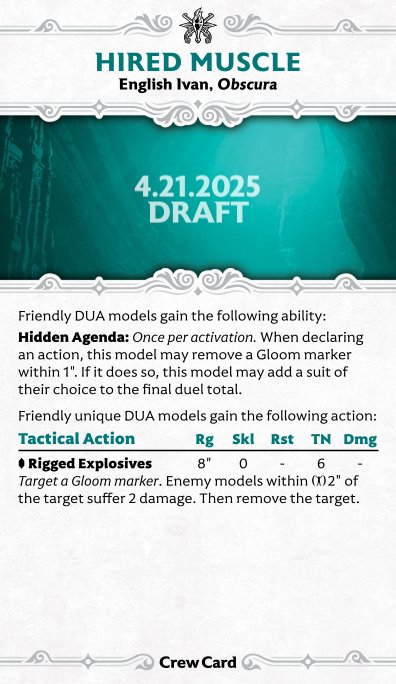 HIRED MUSCLE
English Ivan, Obscura
4.21.2025
DRAFT
Friendly DUA models gain the following ability:
Hidden Agenda: Once per activation. When declaring
an action, this model may remove a Gloom marker
within 1". If it does so, this model may add a suit of
their choice to the final duel total.
Friendly unique DUA models gain the following action:
Tactical Action Rg Skl Rst TN Dmg
Rigged Explosives 8" 0 - 6 -
Target a Gloom marker. Enemy models within 2" of
the target suffer 2 damage. Then remove the target.
Crew Card